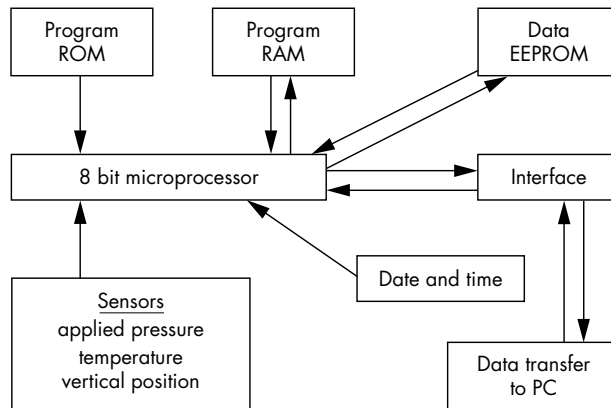 Program
ROM
Program
RAM
Data
EEPROM
8 bit microprocessor
Interface
Date and time
Sensors
applied pressure
temperature
vertical position
Data transfer
to PC